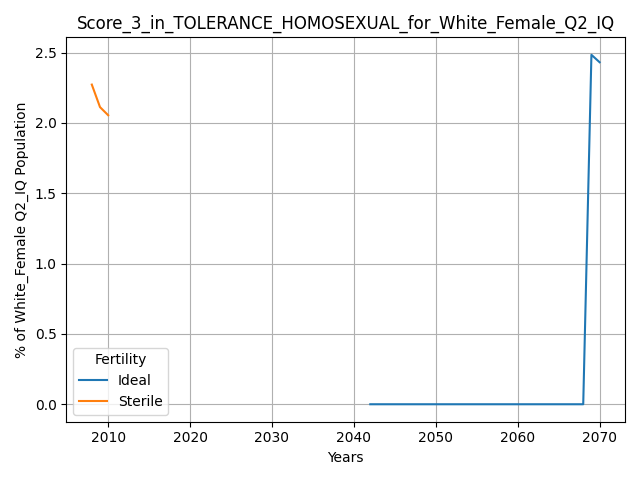 Score_3_in_TOLERANCE_HOMOSEXUAL_for_White_Female_Q2_IQ
% of White_Female Q2_IQ Population
2.5
2.0
1.5
1.0
0.5
0.0
Fertility
Ideal
Sterile
2010 2020 2030 2040 2050 2060 2070
Years